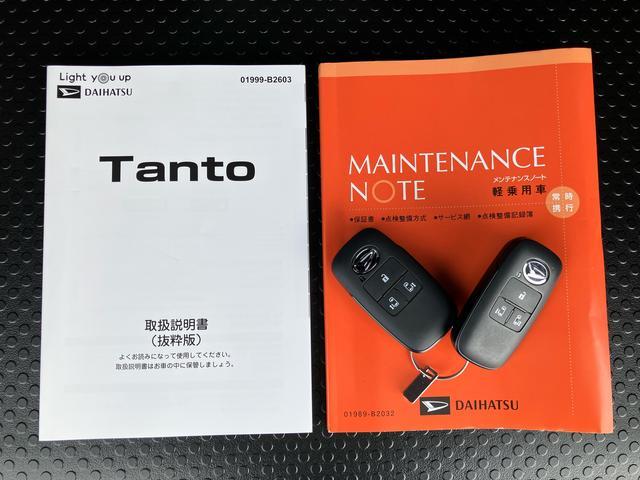 Light you up
DAIHATSU
01999-B2603
Tanto
取扱説明書
(抜粋版)
よくお読みになって使用してください。
取扱説明書はお車の中に保管しましょう。
MAINTENANCE
NOTE
メンテナンスノート
軽乗用車
常時
携行
●保証書 ●点検整備方式 ●サービス網 ●点検整備記録簿
01989-B2032
DAIHATSU